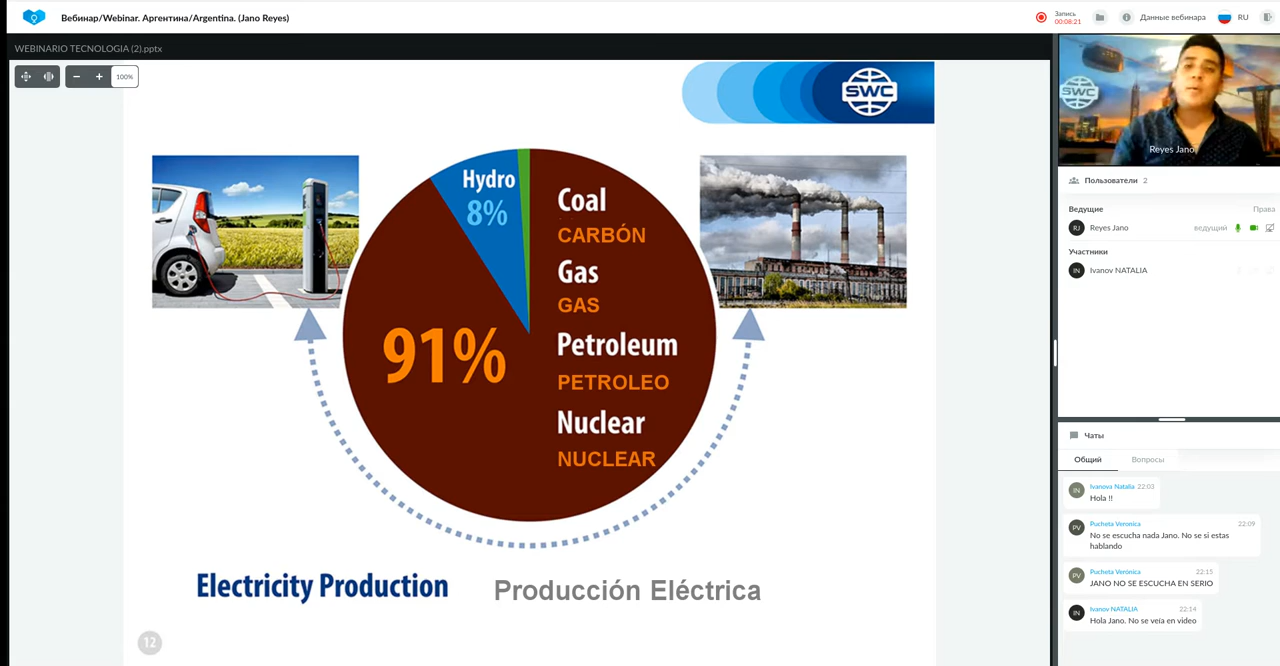 Вебинар/Webinar. Аргентина/Argentina. (Jano Reyes)
Запись
00:08:21
Данные вебинара
RU
WEBINARIO TECNOLOGIA (2).pptx
100%
SWC
Hydro
8%
91%
Coal
CARBÓN
Gas
GAS
Petroleum
PETROLEO
Nuclear
NUCLEAR
Electricity Production
Producción Eléctrica
12
SWC
Reyes Jano
Пользователи 2
Ведущие Права
RJ Reyes Jano ведущий
Участники
IN Ivanov NATALIA
Чаты
Общий Вопросы
IN Ivanova Natalia 22:03
Hola !!
PV Pucheta Veronica 22:09
No se escucha nada Jano. No se si estas
hablando
PV Pucheta Verónica 22:15
JANO NO SE ESCUCHA EN SERIO
IN Ivanov NATALIA 22:14
Hola Jano. No se veía en video